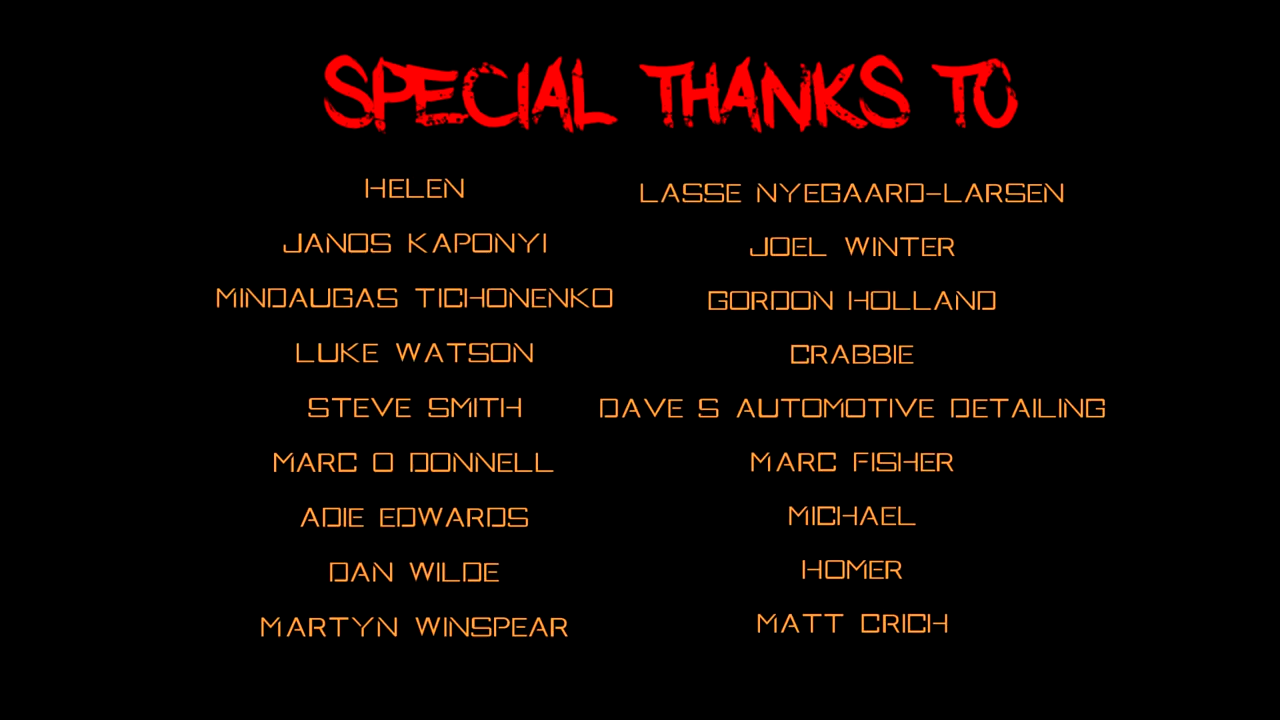 SPECIAL THANKS TO
HELEN
JANOS KAPONYI
MINDAUGAS TICHONENKO
LUKE WATSON
STEVE SMITH
MARC O DONNELL
ADIE EDWARDS
DAN WILDE
MARTYN WINSPEAR
LASSE NYEGAARD-LARSEN
JOEL WINTER
GORDON HOLLAND
CRABBIE
DAVE S AUTOMOTIVE DETAILING
MARC FISHER
MICHAEL
HOMER
MATT CRICH